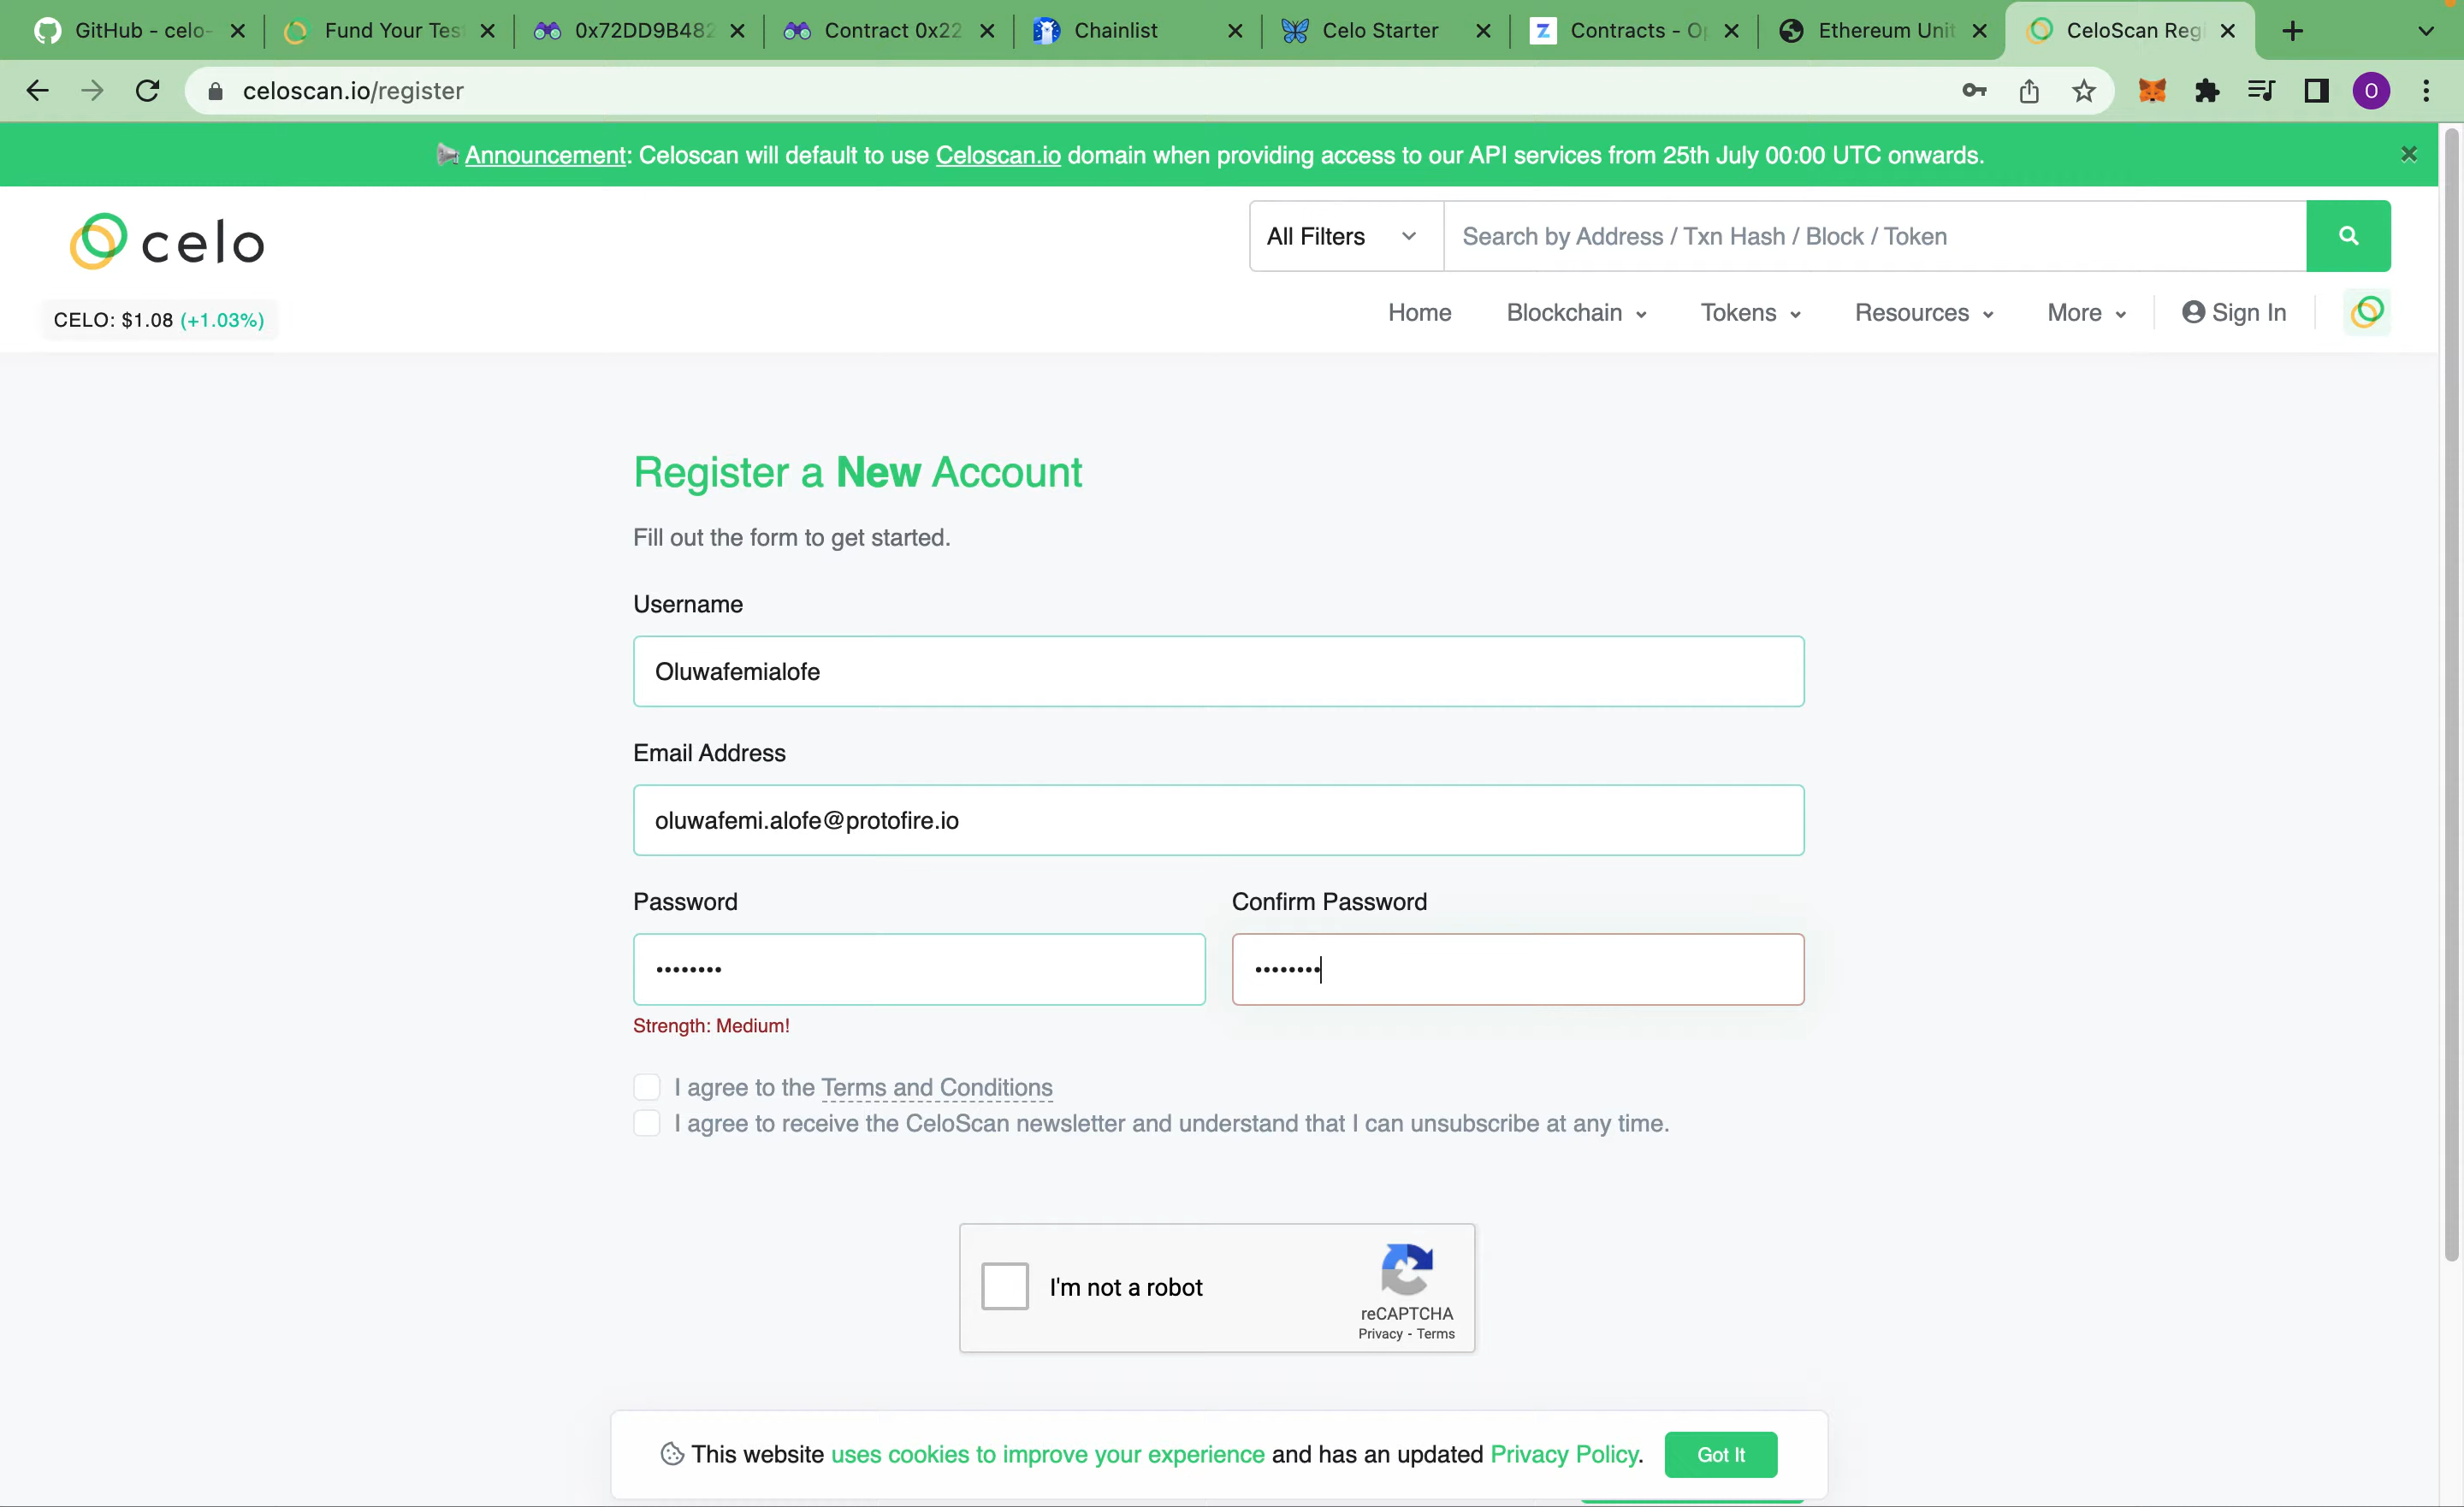 GitHub - celo-
Fund Your Tes
0x72DD9B482
Contract 0x22
Chainlist
Celo Starter
Contracts - Op
Ethereum Unit
CeloScan Regi
celoscan.io/register
O
Announcement: Celoscan will default to use Celoscan.io domain when providing access to our API services from 25th July 00:00 UTC onwards.
celo
All Filters
Search by Address / Txn Hash / Block / Token
CELO: $1.08 (+1.03%)
Home
Blockchain
Tokens
Resources
More
Sign In
Register a New Account
Fill out the form to get started.
Username
Oluwafemialofe
Email Address
oluwafemi.alofe@protofire.io
Password
Confirm Password
••••••••
••••••••
Strength: Medium!
I agree to the Terms and Conditions
I agree to receive the CeloScan newsletter and understand that I can unsubscribe at any time.
I'm not a robot
reCAPTCHA
Privacy - Terms
This website uses cookies to improve your experience and has an updated Privacy Policy.
Got It